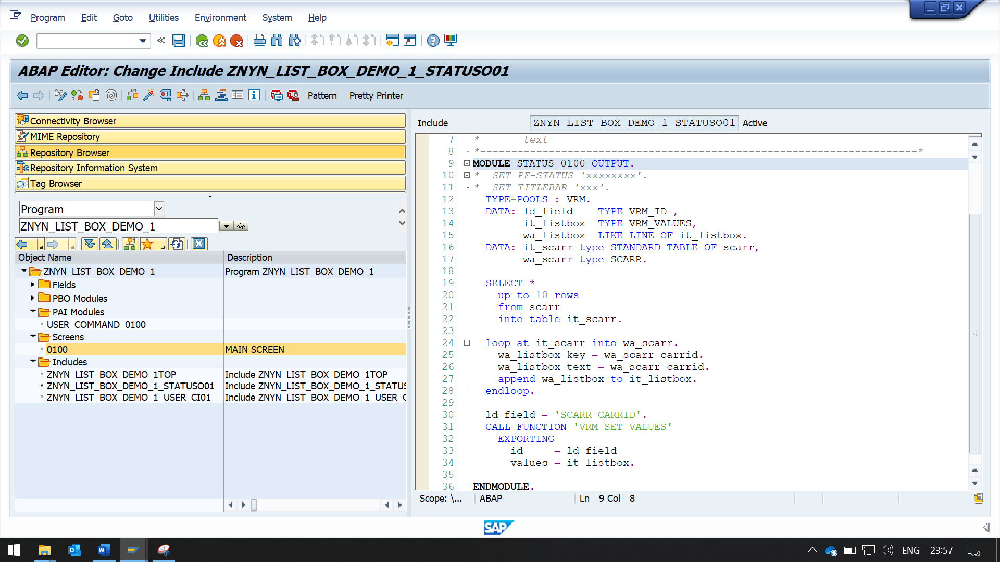 Program Edit Goto Utilities Environment System Help
ABAP Editor: Change Include ZNYN_LIST_BOX_DEMO_1_STATUSO01
Pattern Pretty Printer
Connectivity Browser
MIME Repository
Repository Browser
Repository Information System
Tag Browser
Program
ZNYN_LIST_BOX_DEMO_1
Object Name Description
ZNYN_LIST_BOX_DEMO_1 Program ZNYN_LIST_BOX_DEMO_1
Fields
PBO Modules
PAI Modules
USER_COMMAND_0100
Screens
0100 MAIN SCREEN
Includes
ZNYN_LIST_BOX_DEMO_1TOP Include ZNYN_LIST_BOX_DEMO_1TOP
ZNYN_LIST_BOX_DEMO_1_STATUSO01 Include ZNYN_LIST_BOX_DEMO_1_STATUS
ZNYN_LIST_BOX_DEMO_1_USER_CI01 Include ZNYN_LIST_BOX_DEMO_1_USER_C
Include ZNYN_LIST_BOX_DEMO_1_STATUSO01 Active
7 * text
8 *----------------------------------------------------------------------*
9 MODULE STATUS_0100 OUTPUT.
10 * SET PF-STATUS 'xxxxxxxx'.
11 * SET TITLEBAR 'xxx'.
12 TYPE-POOLS : VRM.
13 DATA: ld_field TYPE VRM_ID ,
14 it_listbox TYPE VRM_VALUES,
15 wa_listbox LIKE LINE OF it_listbox.
16 DATA: it_scarr type STANDARD TABLE OF scarr,
17 wa_scarr type SCARR.
18
19 SELECT *
20 up to 10 rows
21 from scarr
22 into table it_scarr.
23
24 loop at it_scarr into wa_scarr.
25 wa_listbox-key = wa_scarr-carrid.
26 wa_listbox-text = wa_scarr-carrid.
27 append wa_listbox to it_listbox.
28 endloop.
29
30 ld_field = 'SCARR-CARRID'.
31 CALL FUNCTION 'VRM_SET_VALUES'
32 EXPORTING
33 id = ld_field
34 values = it_listbox.
35
36 ENDMODULE.
Scope: \... ABAP Ln 9 Col 8
SAP
ENG 23:57